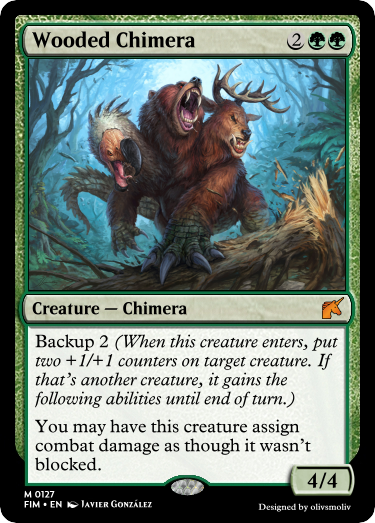 Wooded Chimera 2
Creature — Chimera
Backup 2 (When this creature enters, put
two +1/+1 counters on target creature. If
that's another creature, it gains the
following abilities until end of turn.)
You may have this creature assign
combat damage as though it wasn't
blocked.
4/4
M 0127
FIM • EN Javier González
Designed by olivsmoliv